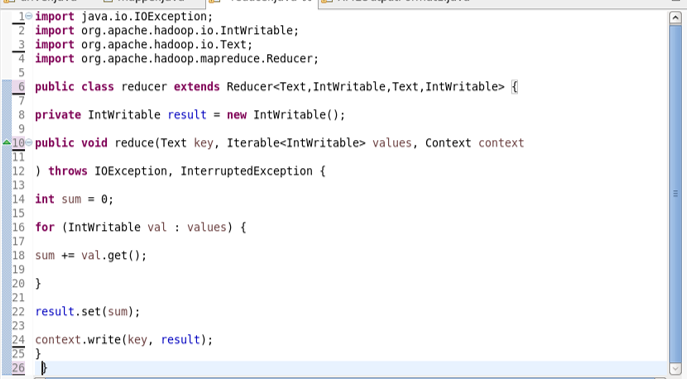 1 import java.io.IOException;
2 import org.apache.hadoop.io.IntWritable;
3 import org.apache.hadoop.io.Text;
4 import org.apache.hadoop.mapreduce.Reducer;
5
6 public class reducer extends Reducer<Text,IntWritable,Text,IntWritable> {
7
8 private IntWritable result = new IntWritable();
9
10 public void reduce(Text key, Iterable<IntWritable> values, Context context
11
12 ) throws IOException, InterruptedException {
13
14 int sum = 0;
15
16 for (IntWritable val : values) {
17
18 sum += val.get();
19
20 }
21
22 result.set(sum);
23
24 context.write(key, result);
25 }
26 }